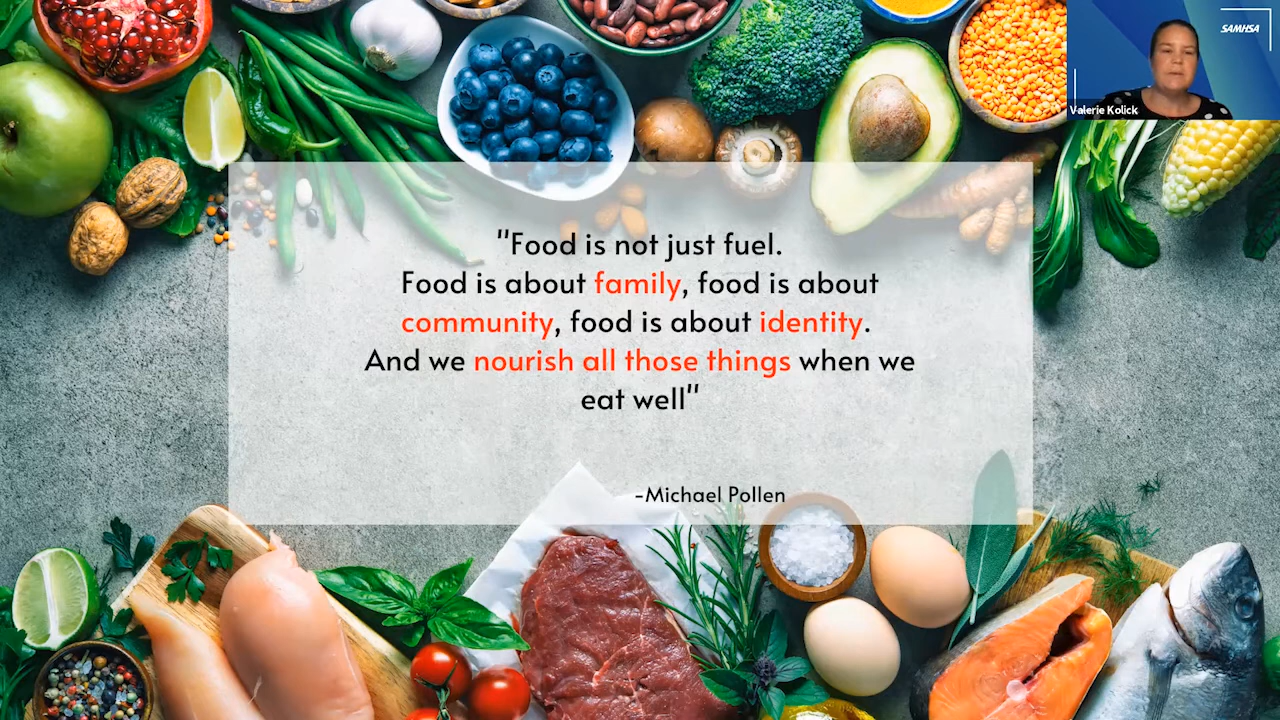 SAMHSA
Valerie Kolick
"Food is not just fuel.
Food is about family, food is about
community, food is about identity.
And we nourish all those things when we
eat well"
-Michael Pollen